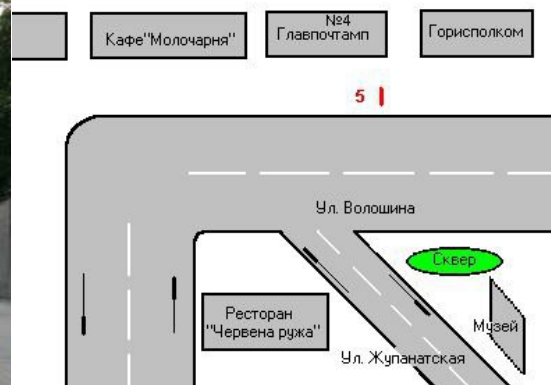 №4
Кафе"Молочарня"
Главпочтамп
Горисполком
5
Ул. Волошина
Сквер
Ресторан
"Червена ружа"
Музей
Ул. Жупанатская